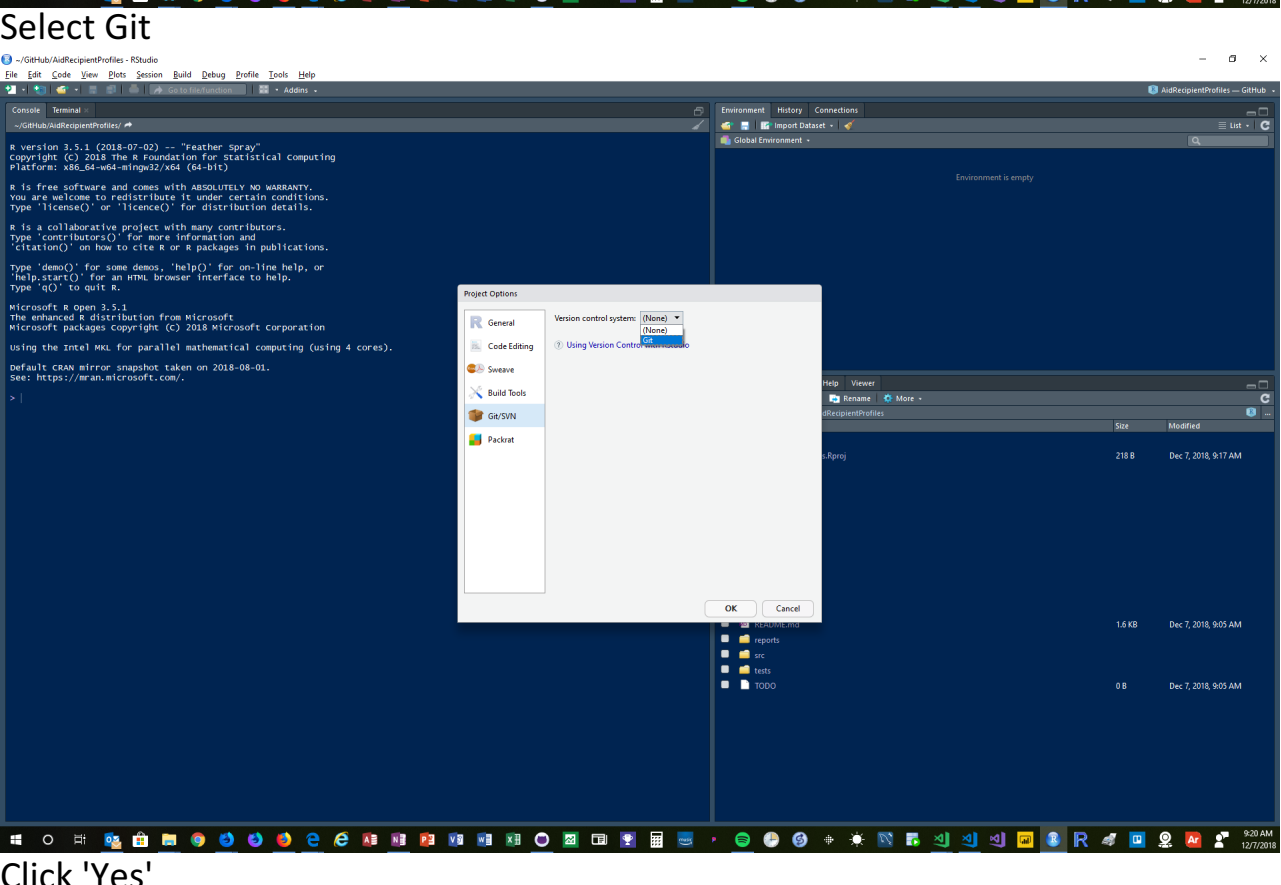 12/7/2018
Select Git
~/GitHub/AidRecipientProfiles - RStudio
File Edit Code View Plots Session Build Debug Profile Tools Help
Go to file/function Addins
AidRecipientProfiles — GitHub
Console Terminal
~/GitHub/AidRecipientProfiles/
R version 3.5.1 (2018-07-02) -- "Feather Spray"
Copyright (C) 2018 The R Foundation for Statistical Computing
Platform: x86_64-w64-mingw32/x64 (64-bit)
R is free software and comes with ABSOLUTELY NO WARRANTY.
You are welcome to redistribute it under certain conditions.
Type 'license()' or 'licence()' for distribution details.
R is a collaborative project with many contributors.
Type 'contributors()' for more information and
'citation()' on how to cite R or R packages in publications.
Type 'demo()' for some demos, 'help()' for on-line help, or
'help.start()' for an HTML browser interface to help.
Type 'q()' to quit R.
Microsoft R Open 3.5.1
The enhanced R distribution from Microsoft
Microsoft packages Copyright (C) 2018 Microsoft Corporation
Using the Intel MKL for parallel mathematical computing (using 4 cores).
Default CRAN mirror snapshot taken on 2018-08-01.
See: https://mran.microsoft.com/.
>
Environment History Connections
Import Dataset
List
Global Environment
Environment is empty
Project Options
General
Code Editing
Sweave
Build Tools
Git/SVN
Packrat
Version control system: (None)
(None)
Git
Using Version Control with RStudio
OK Cancel
Help Viewer
Rename More
dRecipientProfiles
Size Modified
s.Rproj 218 B Dec 7, 2018, 9:17 AM
README.md 1.6 KB Dec 7, 2018, 9:05 AM
reports
src
tests
TODO 0 B Dec 7, 2018, 9:05 AM
9:20 AM
12/7/2018
Click 'Yes'